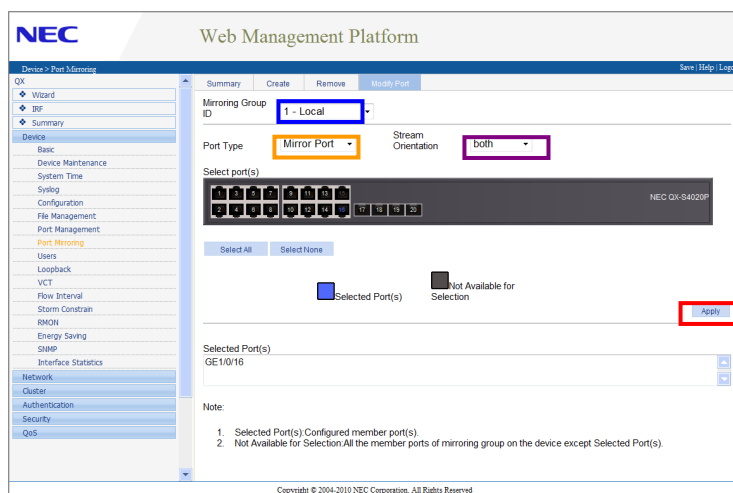 NEC
Web Management Platform
Device > Port Mirroring
Save | Help | Logo
QX
Wizard
IRF
Summary
Device
Basic
Device Maintenance
System Time
Syslog
Configuration
File Management
Port Management
Port Mirroring
Users
Loopback
VCT
Flow Interval
Storm Constrain
RMON
Energy Saving
SNMP
Interface Statistics
Network
Cluster
Authentication
Security
QoS
Summary Create Remove Modify Port
Mirroring Group
ID
1 - Local
Port Type
Mirror Port
Stream
Orientation
both
Select port(s)
1 3 5 7 9 11 13 15
2 4 6 8 10 12 14 16 17 18 19 20
NEC QX-S4020P
Select All Select None
Selected Port(s)
Not Available for
Selection
Apply
Selected Port(s)
GE1/0/16
Note:
1. Selected Port(s):Configured member port(s).
2. Not Available for Selection:All the member ports of mirroring group on the device except Selected Port(s).
Copyright © 2004-2010 NEC Corporation. All Rights Reserved